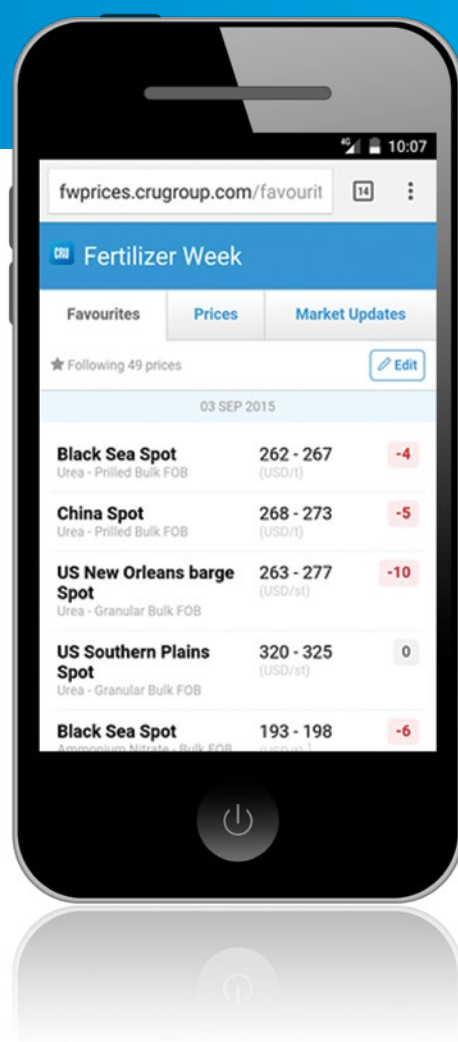 4G 10:07
fwprices.crugroup.com/favourit 14
CRU Fertilizer Week
Favourites Prices Market Updates
Following 49 prices Edit
03 SEP 2015
Black Sea Spot 262 - 267 -4
Urea - Prilled Bulk FOB (USD/t)
China Spot 268 - 273 -5
Urea - Prilled Bulk FOB (USD/t)
US New Orleans barge 263 - 277 -10
Spot (USD/st)
Urea - Granular Bulk FOB
US Southern Plains 320 - 325 0
Spot (USD/st)
Urea - Granular Bulk FOB
Black Sea Spot 193 - 198 -6
Ammonium Nitrate - Bulk FOB